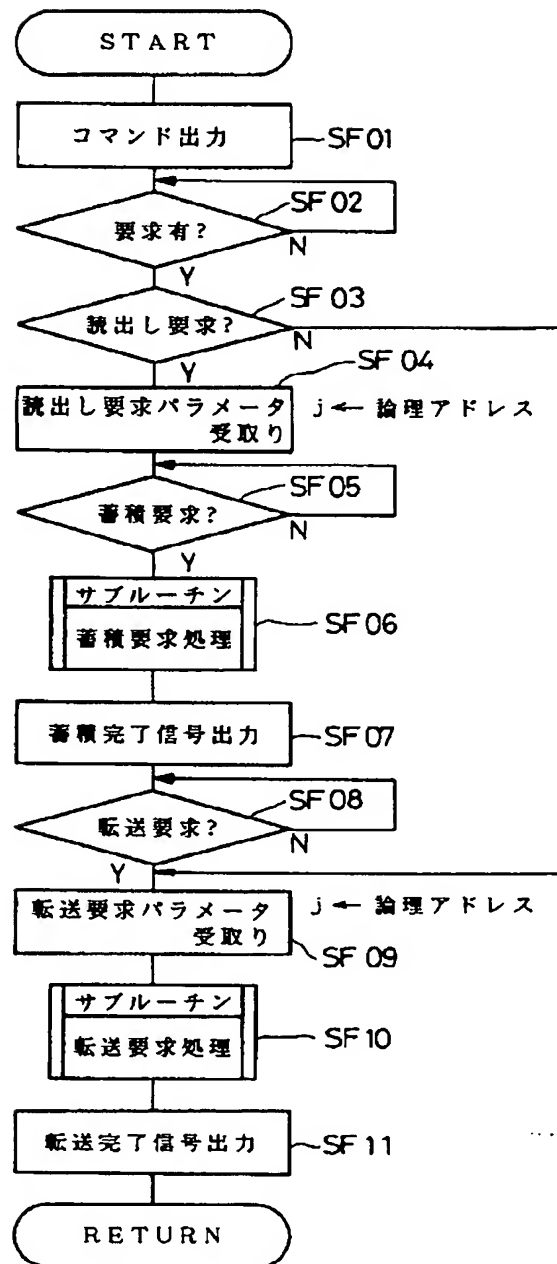 START
コマンド出力
SF01
要求有?
SF02
N
Y
読出し要求?
SF03
N
Y
SF04
読出し要求パラメータ
受取り
j ← 論理アドレス
蓄積要求?
SF05
N
Y
サブルーチン
蓄積要求処理
SF06
蓄積完了信号出力
SF07
転送要求?
SF08
N
Y
転送要求パラメータ
受取り
j ← 論理アドレス
SF09
サブルーチン
転送要求処理
SF10
転送完了信号出力
SF11
RETURN